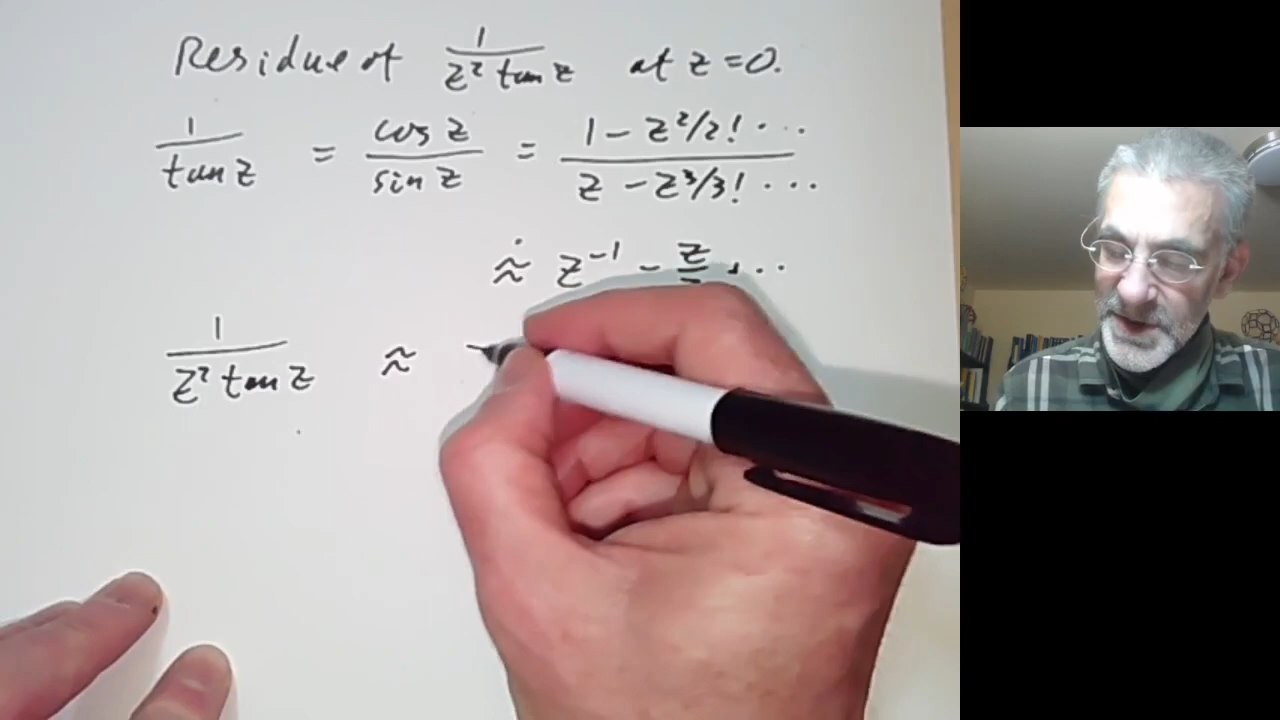 Residue of 1/(z² tan z) at z = 0.
1/(tan z) = cos z/sin z = (1 - z²/2! ...)/(z - z³/3! ...)
≈ z⁻¹ - z ...
1/(z² tan z) ≈